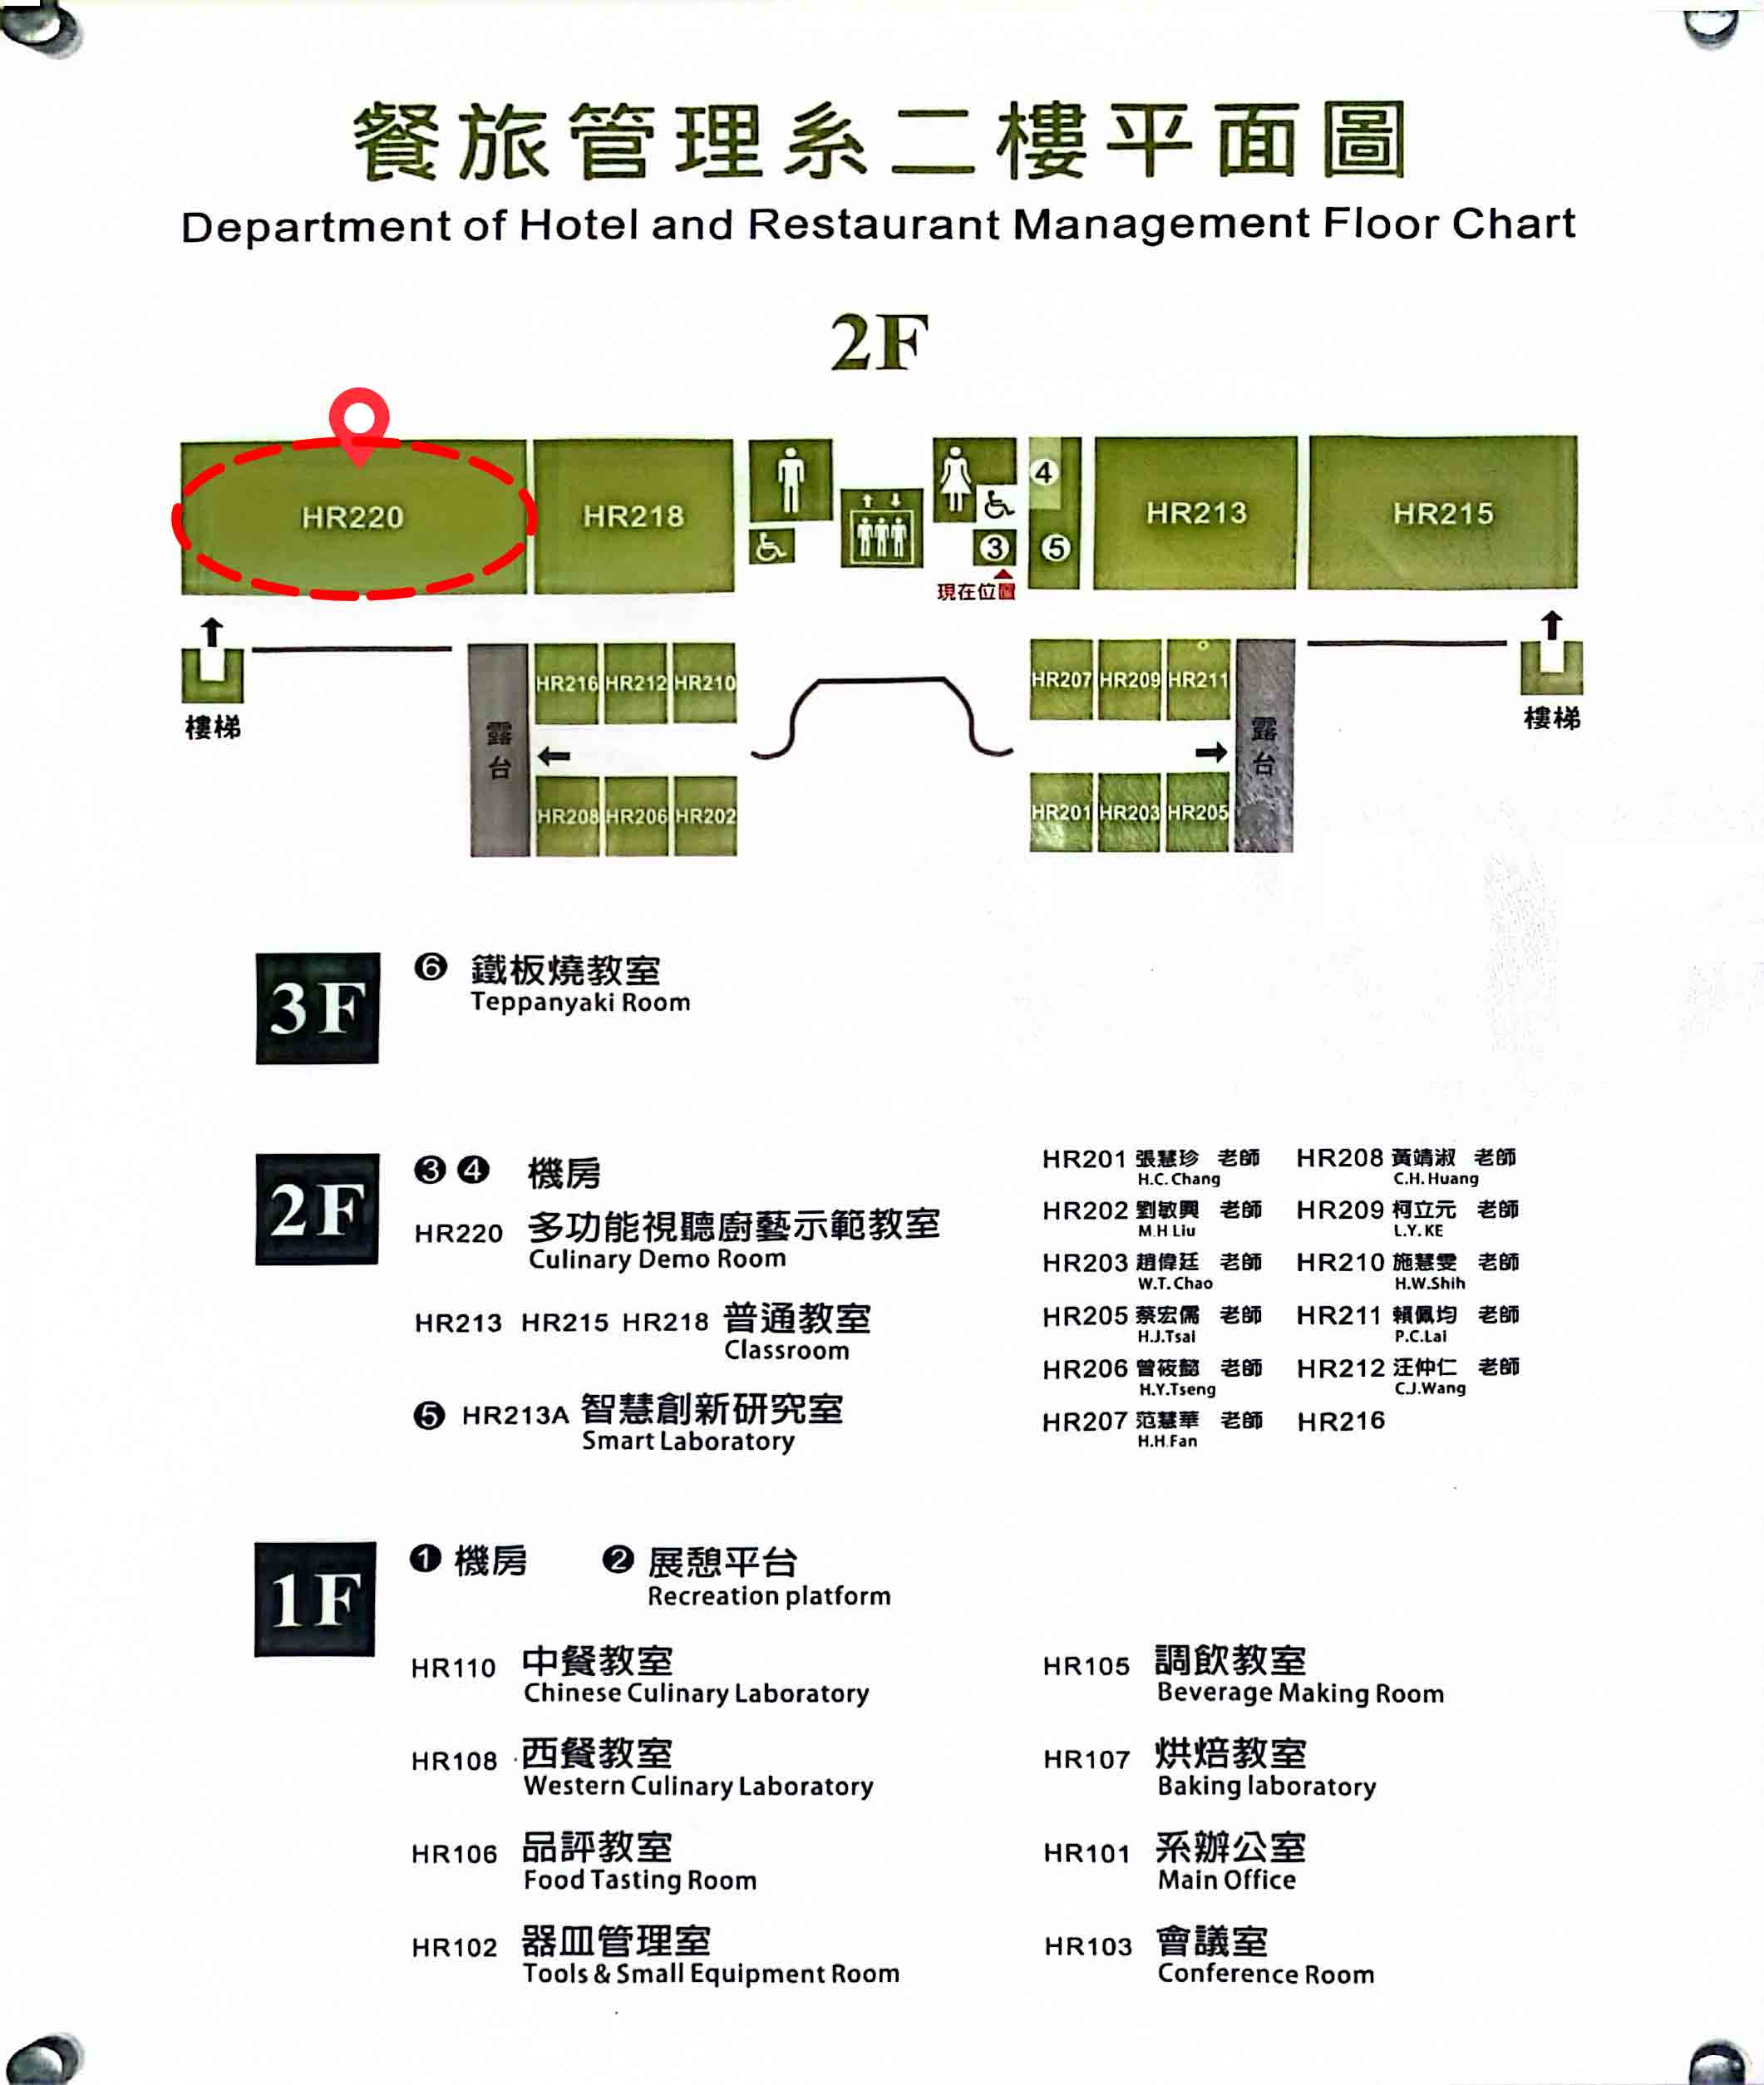 餐旅管理系二樓平面圖
Department of Hotel and Restaurant Management Floor Chart
2F
HR220
HR218
4
HR213
HR215
3
5
現在位置
HR216 HR212 HR210
HR207 HR209 HR211
樓梯
露台
露台
樓梯
HR208 HR206 HR202
HR201 HR203 HR205
3F
6 鐵板燒教室
Teppanyaki Room
2F
3 4 機房
HR220 多功能視聽廚藝示範教室
Culinary Demo Room
HR213 HR215 HR218 普通教室
Classroom
5 HR213A 智慧創新研究室
Smart Laboratory
HR201 張慧珍 老師
H.C.Chang
HR202 劉敏興 老師
M.H Liu
HR203 趙偉廷 老師
W.T.Chao
HR205 蔡宏儒 老師
H.J.Tsai
HR206 曾筱懿 老師
H.Y.Tseng
HR207 范慧華 老師
H.H.Fan
HR208 黃靖淑 老師
C.H.Huang
HR209 柯立元 老師
L.Y.KE
HR210 施慧雯 老師
H.W.Shih
HR211 賴佩均 老師
P.C.Lai
HR212 汪仲仁 老師
C.J.Wang
HR216
1F
1 機房 2 展憩平台
Recreation platform
HR110 中餐教室
Chinese Culinary Laboratory
HR108 西餐教室
Western Culinary Laboratory
HR106 品評教室
Food Tasting Room
HR102 器皿管理室
Tools & Small Equipment Room
HR105 調飲教室
Beverage Making Room
HR107 烘焙教室
Baking laboratory
HR101 系辦公室
Main Office
HR103 會議室
Conference Room